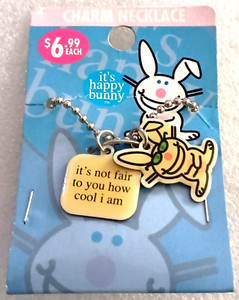 CHARM NECKLACE
$6.99
EACH
it's
happy
bunny
it's not fair
to you how
cool i am